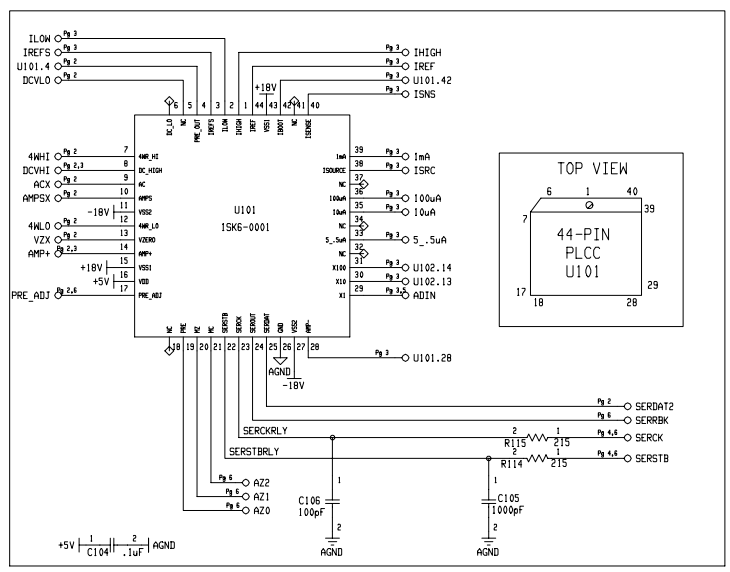 ILOW Pg 3
IREFS Pg 3
U101.4 Pg 2
DCVLO Pg 2
Pg 3 IHIGH
Pg 3 IREF
Pg 3 U101.42
Pg 3 ISNS
+18V
6 5 4 3 2 1 44 43 42 41 40
DC_LO NC PRE_OUT IREFS ILOW IHIGH IREF VSS1 IBOOT NC ISENSE
4WHI Pg 2 7 4WR_HI
DCVHI Pg 2,3 8 DC_HIGH
ACX Pg 2 9 AC
AMPSX Pg 2 10 AMPS
-18V 11 VSS2
4WLO Pg 2 12 4WR_LO
VZX Pg 2 13 VZERO
AMP+ Pg 2,3 14 AMP+
+18V 15 VSS1
+5V 16 VDD
PRE_ADJ Pg 2,6 17 PRE_ADJ
U101
ISK6-0001
1mA 39 Pg 3 1mA
ISOURCE 38 Pg 3 ISRC
NC 37
100uA 36 Pg 3 100uA
10uA 35 Pg 3 10uA
NC 34
5_.5uA 33 Pg 3 5_.5uA
NC 32
X100 31 Pg 3 U102.14
X10 30 Pg 3 U102.13
X1 29 Pg 3,5 ADIN
NC PRE MZ MC SERSTB SERCK SEROUT SERDAT GND VSS2 AMP-
18 19 20 21 22 23 24 25 26 27 28
AGND
-18V
Pg 3 U101.28
TOP VIEW
6 1 40
7 39
44-PIN
PLCC
U101
17 29
18 28
Pg 2 SERDAT2
Pg 6 SERRBK
SERCKRLY 2 1 Pg 4,6 SERCK
R115 215
SERSTBRLY 2 1 Pg 4,6 SERSTB
R114 215
Pg 6 AZ2
Pg 6 AZ1
Pg 6 AZ0
1
C106
100pF
2
AGND
1
C105
1000pF
2
AGND
+5V 1 2 AGND
C104 .1uF